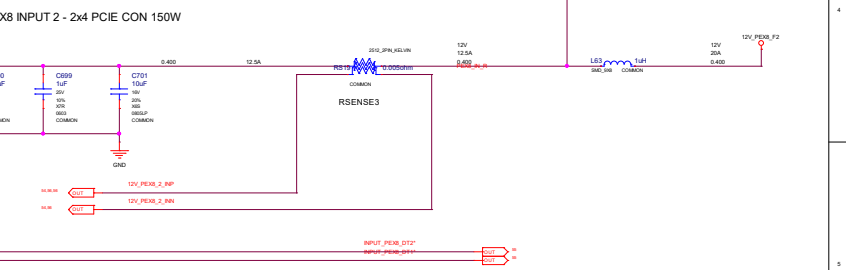 X8 INPUT 2 - 2x4 PCIE CON 150W
4
12V_PEX8_F2
2512_2PIN_KELVIN
12V
12.5A
0.400
PEX8_IN_R
12V
20A
0.400
0.400
12.5A
RS19
0.005ohm
COMMON
RSENSE3
L63
1uH
SMD_9X9
COMMON
C699
1uF
25V
10%
X7R
0603
COMMON
C701
10uF
16V
20%
X6S
0805LP
COMMON
GND
12V_PEX8_2_INP
OUT
12V_PEX8_2_INN
OUT
INPUT_PEX8_DT2*
OUT
INPUT_PEX8_DT1*
OUT
5